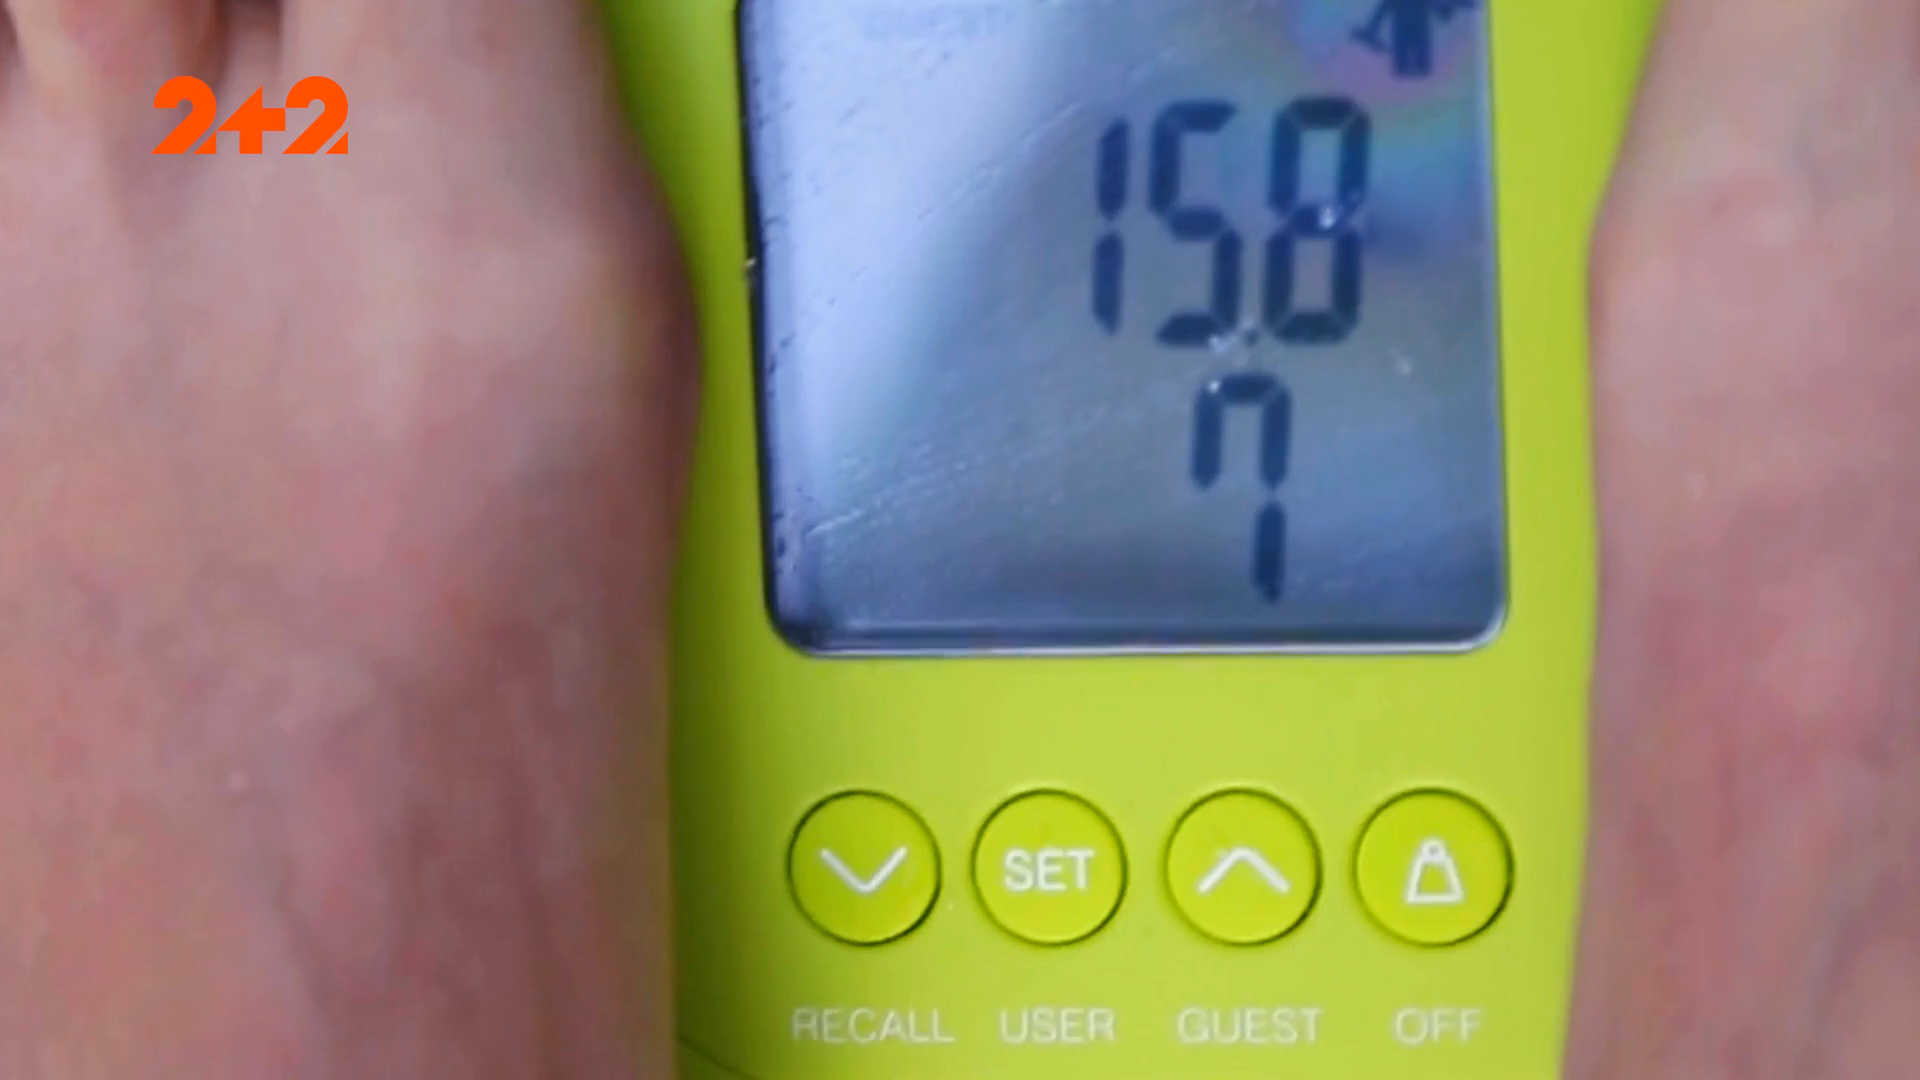 2+2
15.8
7
1
SET
RECALL USER GUEST OFF